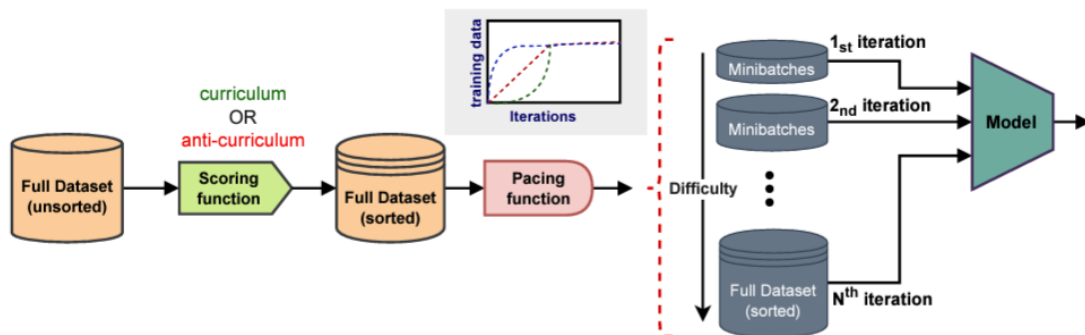 training data
Iterations
curriculum
OR
anti-curriculum
Full Dataset
(unsorted)
Scoring
function
Full Dataset
(sorted)
Pacing
function
Difficulty
Minibatches
1st iteration
Minibatches
2nd iteration
Full Dataset
(sorted)
Nth iteration
Model